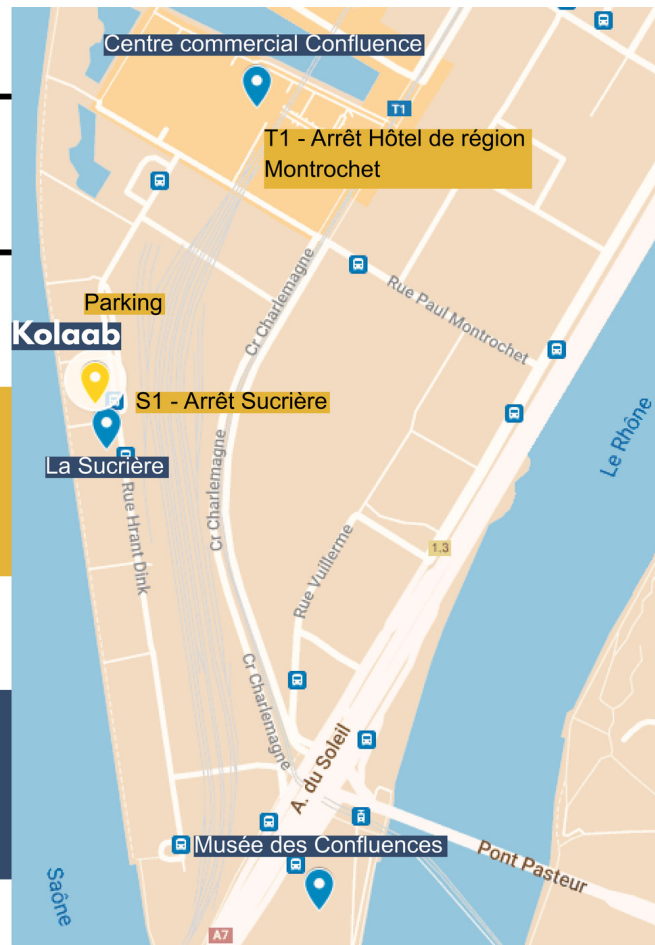 Centre commercial Confluence
T1
T1 - Arrêt Hôtel de région
Montrochet
Cr Charlemagne
Rue Paul Montrochet
Parking
Kolaab
S1 - Arrêt Sucrière
La Sucrière
Le Rhône
Rue Hrant Dink
Cr Charlemagne
1.3
Rue Vuillerme
Cr Charlemagne
A. du Soleil
Musée des Confluences
Pont Pasteur
Saône
A7